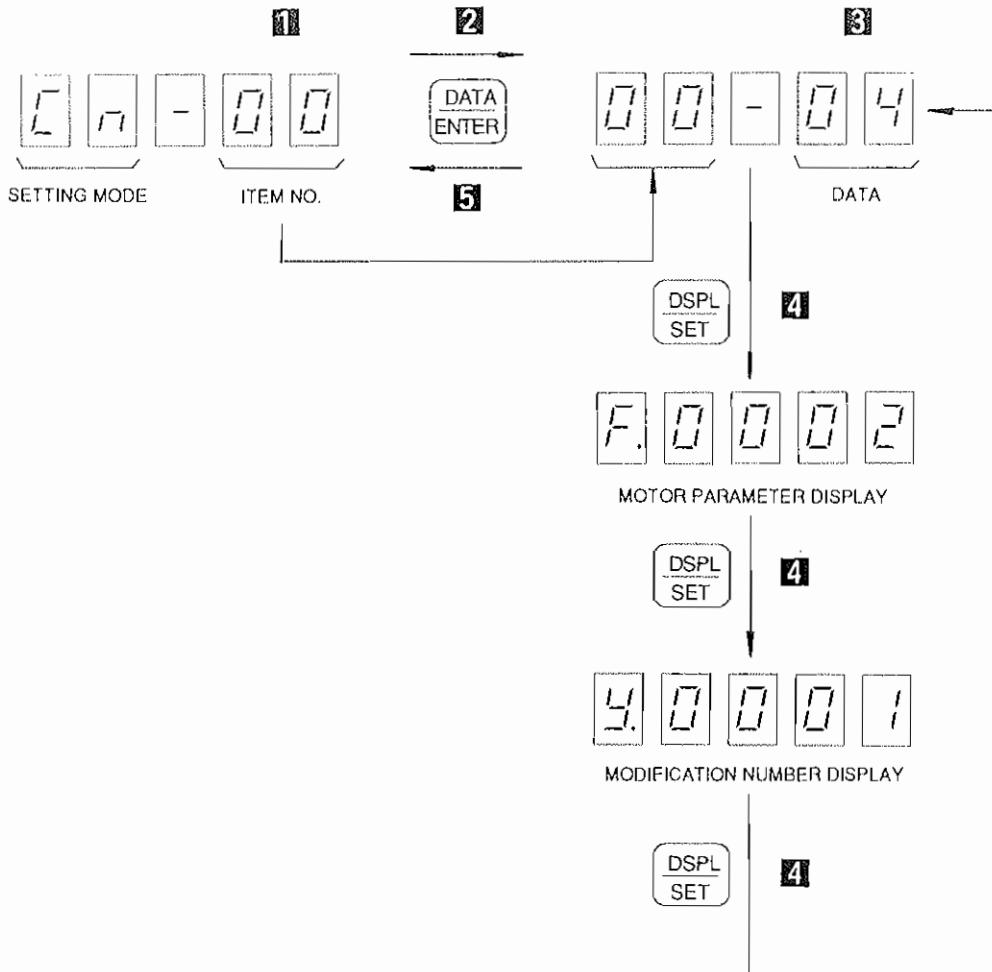 1 2 3
Cn-00 DATA 00-04
ENTER
SETTING MODE ITEM NO. 5 DATA
DSPL 4
SET
F.0002
MOTOR PARAMETER DISPLAY
DSPL 4
SET
y.0001
MODIFICATION NUMBER DISPLAY
DSPL 4
SET